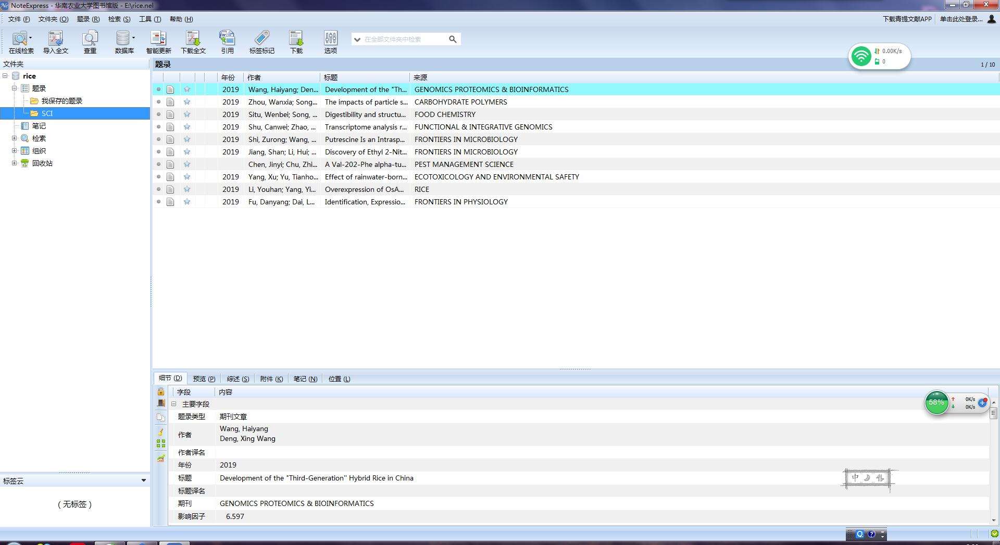 NoteExpress - 华南农业大学图书馆版 - E:\rice.nel
文件 (F) 文件夹 (O) 题录 (R) 检索 (S) 工具 (T) 帮助 (H)
下载青提文献APP 单击此处登录...
在线检索 导入全文 查重 数据库 智能更新 下载全文 引用 标签标记 下载 选项
在全部文件夹中检索
0.00K/s
0
文件夹
rice
题录
我保存的题录
SCI
笔记
检索
组织
回收站
题录 1 / 10
年份 作者 标题 来源
2019 Wang, Haiyang; Den... Development of the "Th... GENOMICS PROTEOMICS & BIOINFORMATICS
2019 Zhou, Wanxia; Song... The impacts of particle s... CARBOHYDRATE POLYMERS
2019 Situ, Wenbei; Song, ... Digestibility and structu... FOOD CHEMISTRY
2019 Shu, Canwei; Zhao, ... Transcriptome analysis r... FUNCTIONAL & INTEGRATIVE GENOMICS
2019 Shi, Zurong; Wang, ... Putrescine Is an Intrasp... FRONTIERS IN MICROBIOLOGY
2019 Jiang, Shan; Li, Hui; ... Discovery of Ethyl 2-Nit... FRONTIERS IN MICROBIOLOGY
Chen, Jinyi; Chu, Zhi... A Val-202-Phe alpha-tu... PEST MANAGEMENT SCIENCE
2019 Yang, Xu; Yu, Tianho... Effect of rainwater-born... ECOTOXICOLOGY AND ENVIRONMENTAL SAFETY
2019 Li, Youhan; Yang, Yi... Overexpression of OsA... RICE
2019 Fu, Danyang; Dai, L... Identification, Expressio... FRONTIERS IN PHYSIOLOGY
细节 (D) 预览 (P) 综述 (S) 附件 (K) 笔记 (N) 位置 (L)
字段 内容
主要字段
题录类型 期刊文章
作者 Wang, Haiyang
Deng, Xing Wang
作者译名
年份 2019
标题 Development of the "Third-Generation" Hybrid Rice in China
标题译名
期刊 GENOMICS PROTEOMICS & BIOINFORMATICS
影响因子 6.597
58% 0K/s
0K/s
中
标签云
( 无标签 )